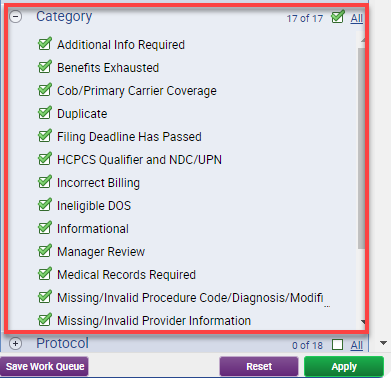 Category 17 of 17 All
Additional Info Required
Benefits Exhausted
Cob/Primary Carrier Coverage
Duplicate
Filing Deadline Has Passed
HCPCS Qualifier and NDC/UPN
Incorrect Billing
Ineligible DOS
Informational
Manager Review
Medical Records Required
Missing/Invalid Procedure Code/Diagnosis/Modifi...
Missing/Invalid Provider Information
Protocol 0 of 18 All
Save Work Queue Reset Apply